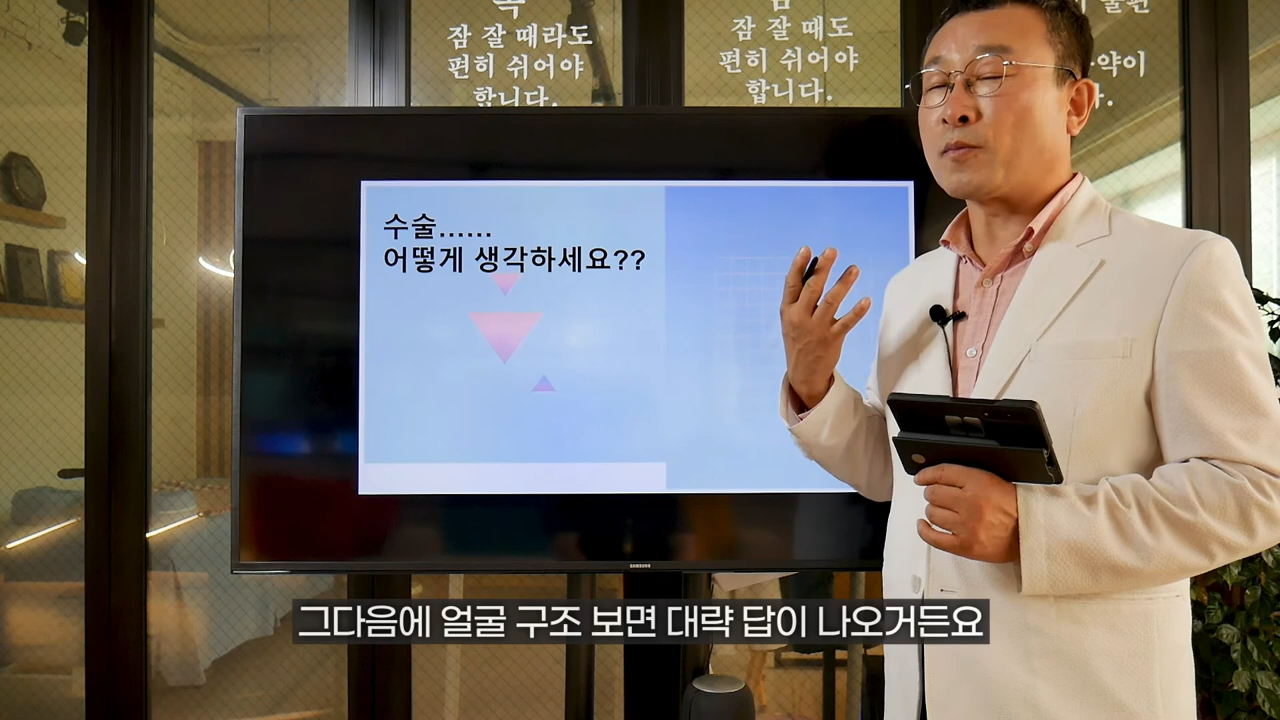 잠 잘 때라도
편히 쉬어야
합니다.
잠 잘 때도
편히 쉬어야
합니다.
수술......
어떻게 생각하세요??
SAMSUNG
그다음에 얼굴 구조 보면 대략 답이 나오거든요